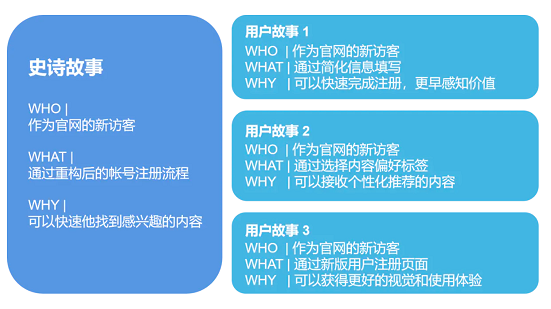 史诗故事
WHO |
作为官网的新访客
WHAT |
通过重构后的帐号注册流程
WHY |
可以快速他找到感兴趣的内容
用户故事 1
WHO | 作为官网的新访客
WHAT | 通过简化信息填写
WHY | 可以快速完成注册，更早感知价值
用户故事 2
WHO | 作为官网的新访客
WHAT | 通过选择内容偏好标签
WHY | 可以接收个性化推荐的内容
用户故事 3
WHO | 作为官网的新访客
WHAT | 通过新版用户注册页面
WHY | 可以获得更好的视觉和使用体验